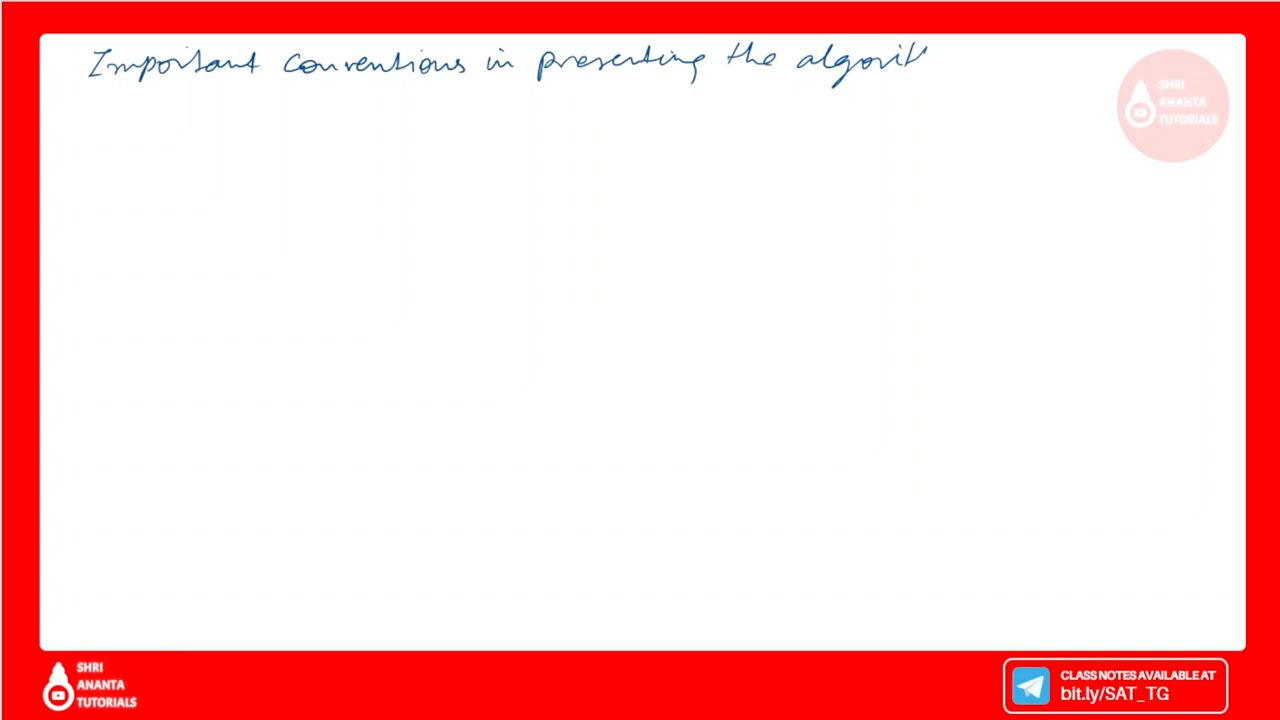 Important conventions in presenting the algorit
SHRI
ANANTA
TUTORIALS
SHRI
ANANTA
TUTORIALS
CLASS NOTES AVAILABLE AT
bit.ly/SAT_TG